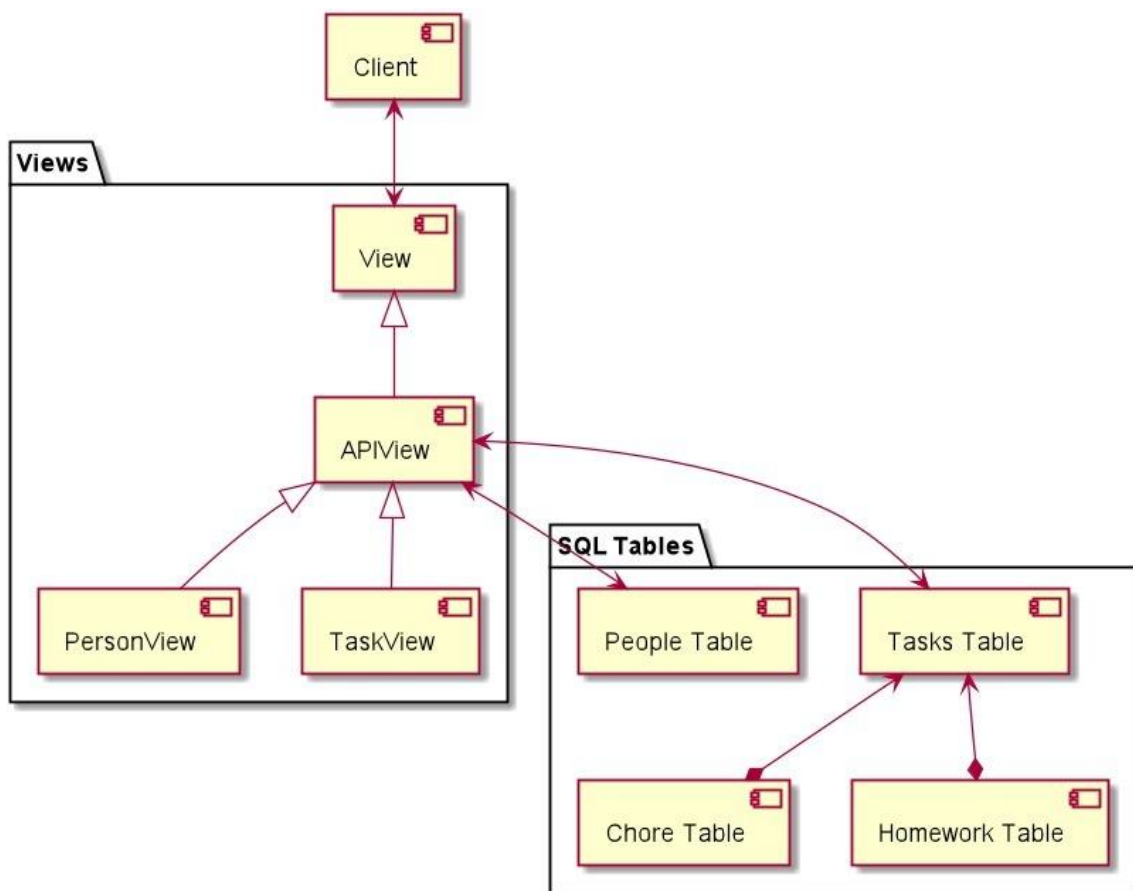 Client
Views
View
APIView
SQL Tables
PersonView
TaskView
People Table
Tasks Table
Chore Table
Homework Table